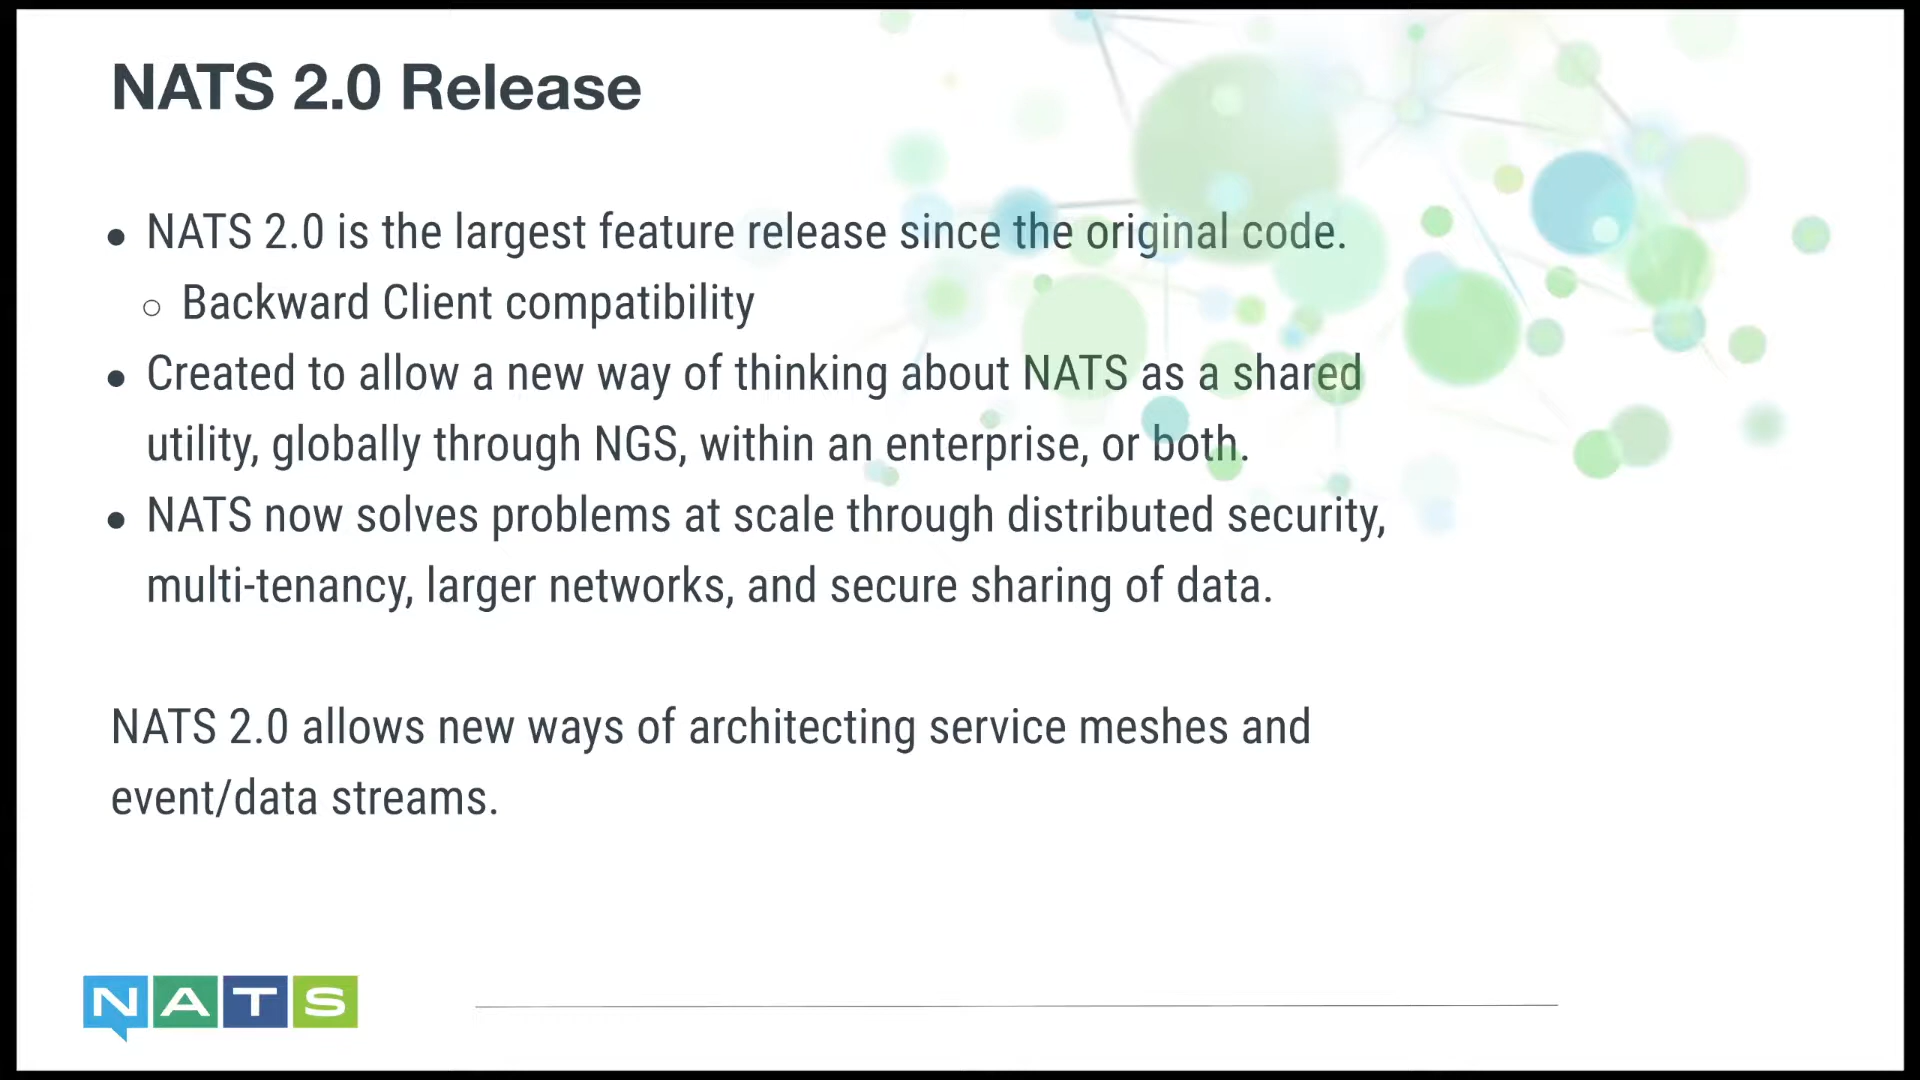 NATS 2.0 Release
● NATS 2.0 is the largest feature release since the original code.
○ Backward Client compatibility
● Created to allow a new way of thinking about NATS as a shared
utility, globally through NGS, within an enterprise, or both.
● NATS now solves problems at scale through distributed security,
multi-tenancy, larger networks, and secure sharing of data.
NATS 2.0 allows new ways of architecting service meshes and
event/data streams.
NATS